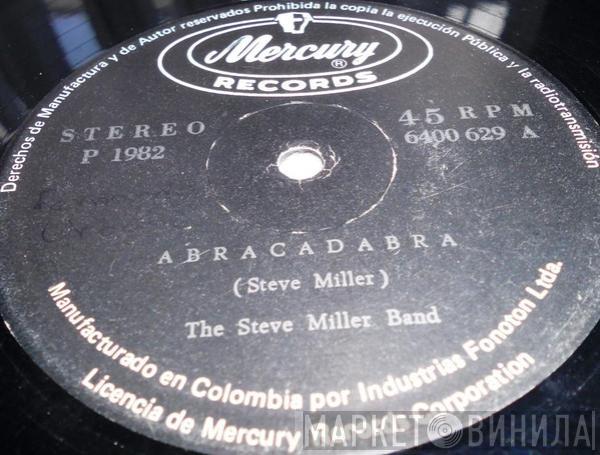 Derechos de Manufactura y de Autor reservados Prohibida la copia la ejecución Pública y la radiotransmisión
Mercury ®
RECORDS
STEREO
P 1982
45 RPM
6400 629 A
ABRACADABRA
(Steve Miller)
The Steve Miller Band
Manufacturado en Colombia por Industrias Fonoton Ltda.
Licencia de Mercury Corporation
МАРКЕТ ВИНИЛА